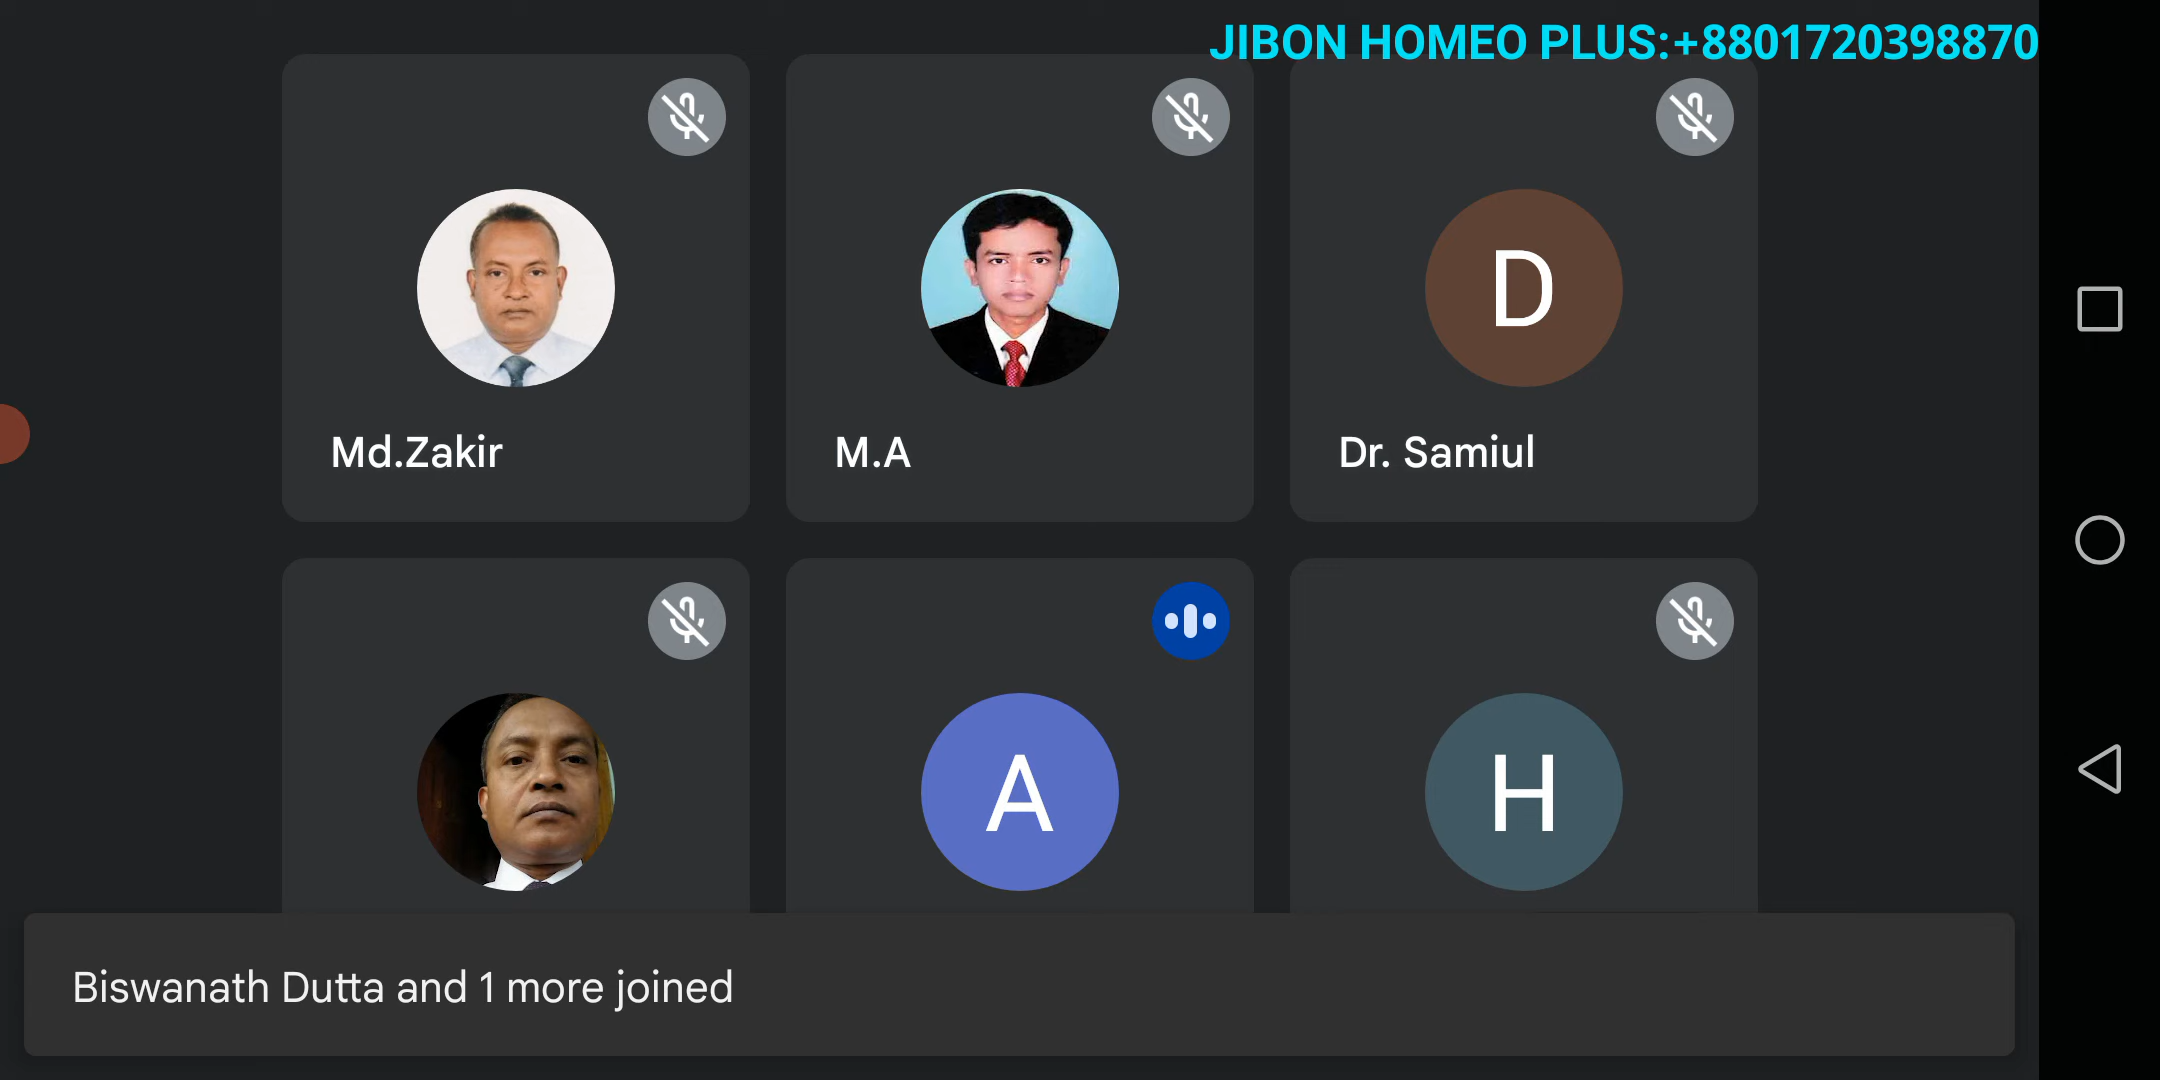 JIBON HOMEO PLUS:+8801720398870
Md.Zakir
M.A
D
Dr. Samiul
A
H
Biswanath Dutta and 1 more joined